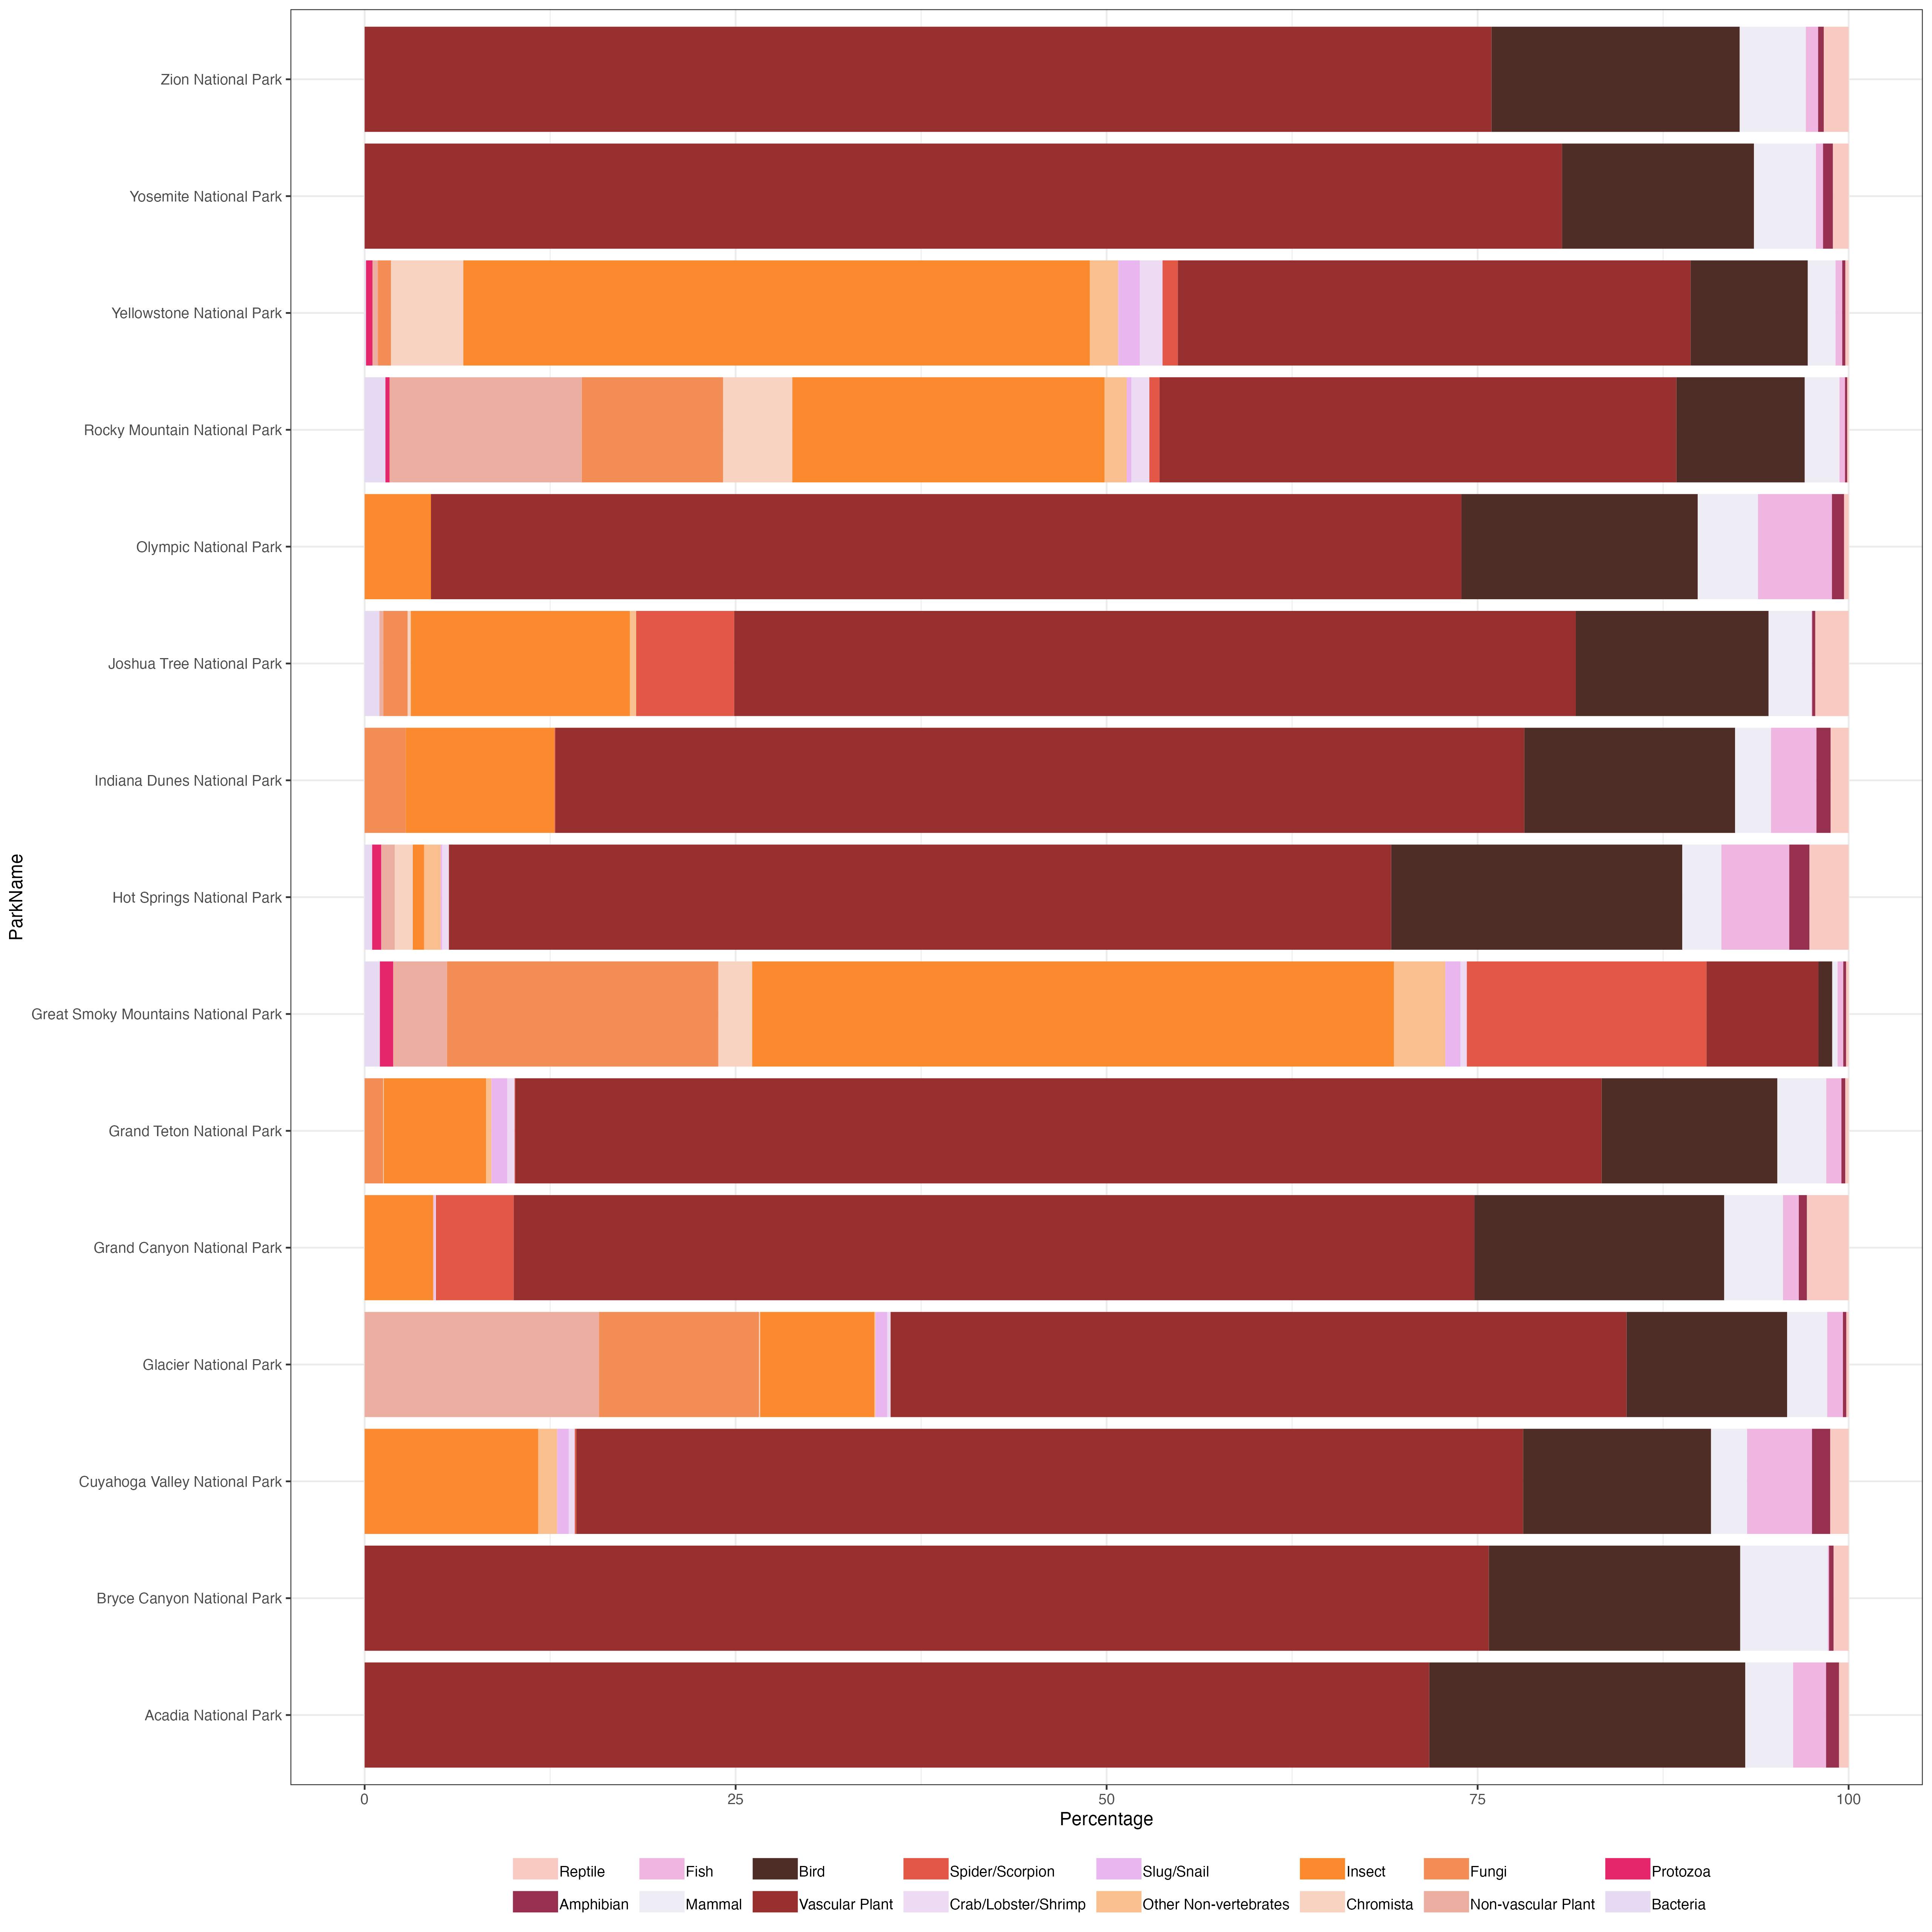 Zion National Park
Yosemite National Park
Yellowstone National Park
Rocky Mountain National Park
Olympic National Park
Joshua Tree National Park
Indiana Dunes National Park
Hot Springs National Park
Great Smoky Mountains National Park
Grand Teton National Park
Grand Canyon National Park
Glacier National Park
Cuyahoga Valley National Park
Bryce Canyon National Park
Acadia National Park
ParkName
0 25 50 75 100
Percentage
Reptile Fish Bird Spider/Scorpion Slug/Snail Insect Fungi Protozoa
Amphibian Mammal Vascular Plant Crab/Lobster/Shrimp Other Non-vertebrates Chromista Non-vascular Plant Bacteria